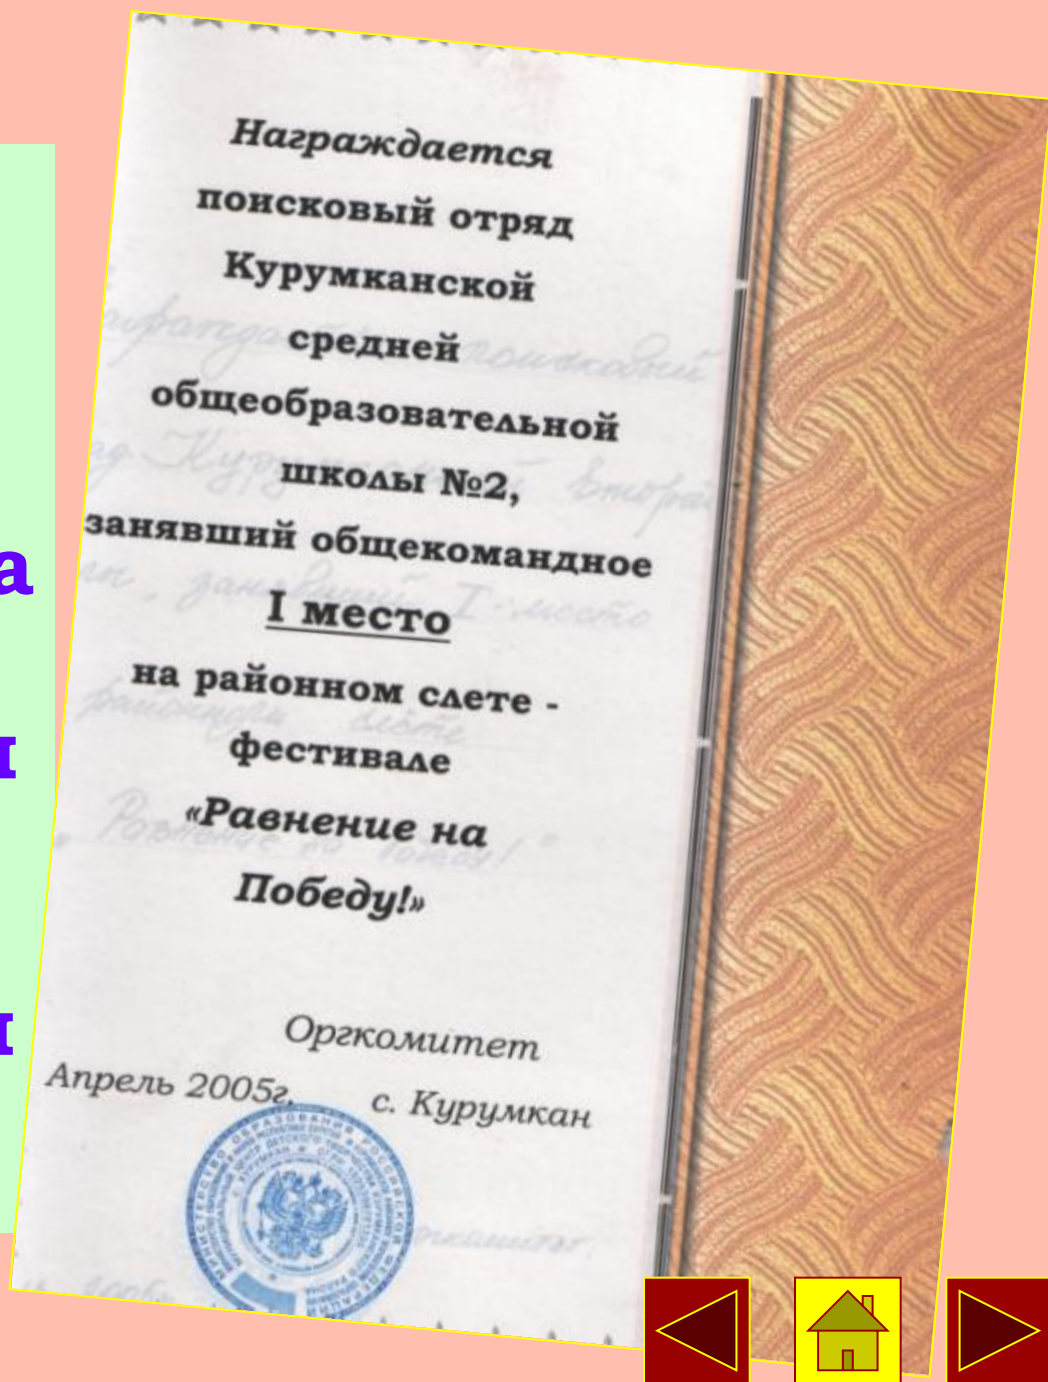 Награждается
поисковый отряд
Курумканской
средней
общеобразовательной
школы №2,
занявший общекомандное
I место
на районном слете -
фестивале
«Равнение на
Победу!»
Оргкомитет
Апрель 2005г. с. Курумкан